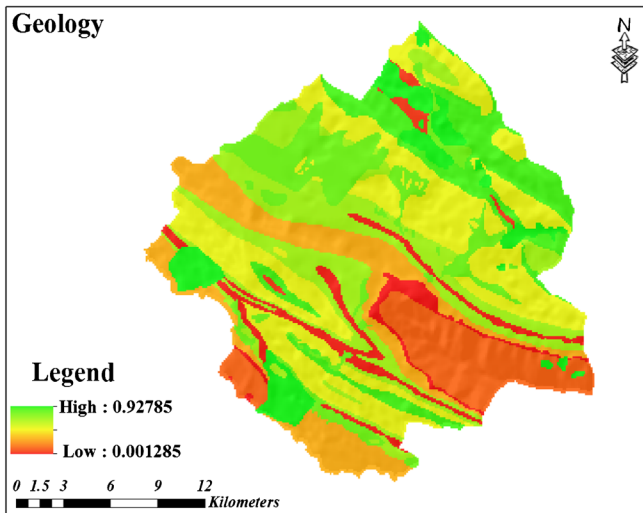 Geology
N
Legend
High : 0.92785
Low : 0.001285
0 1.5 3 6 9 12
Kilometers